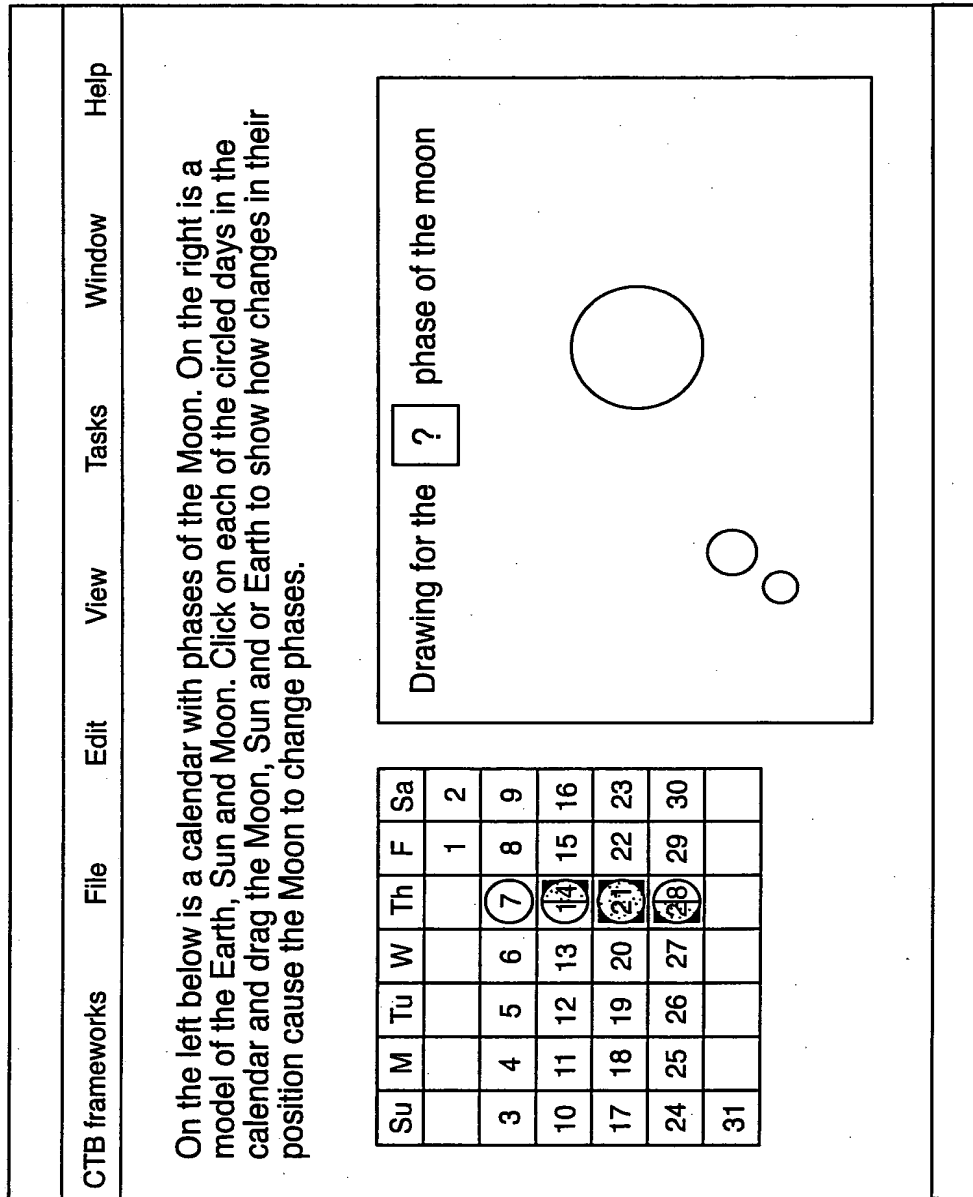 CTB frameworks File Edit View Tasks Window Help
On the left below is a calendar with phases of the Moon. On the right is a
model of the Earth, Sun and Moon. Click on each of the circled days in the
calendar and drag the Moon, Sun and or Earth to show how changes in their
position cause the Moon to change phases.
Su M Tu W Th F Sa
1 2
3 4 5 6 7 8 9
10 11 12 13 14 15 16
17 18 19 20 21 22 23
24 25 26 27 28 29 30
31
Drawing for the ? phase of the moon